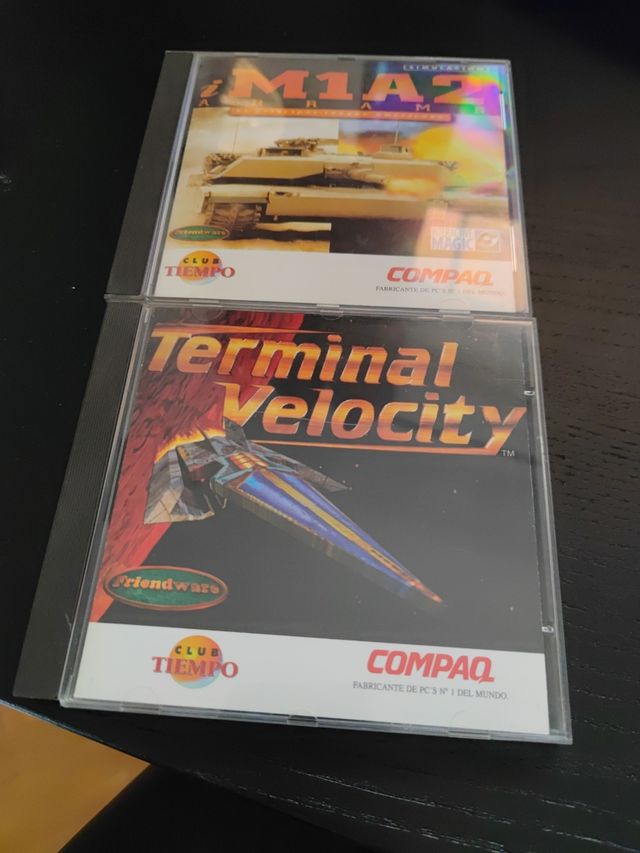 SIMULACIONES
iM1A2
ABRAMS
Friendware
MAGIC
CLUB
TIEMPO
COMPAQ
FABRICANTE DE PC'S Nº 1 DEL MUNDO.
Terminal
Velocity
TM
Friendware
CLUB
TIEMPO
COMPAQ
FABRICANTE DE PC'S Nº 1 DEL MUNDO.